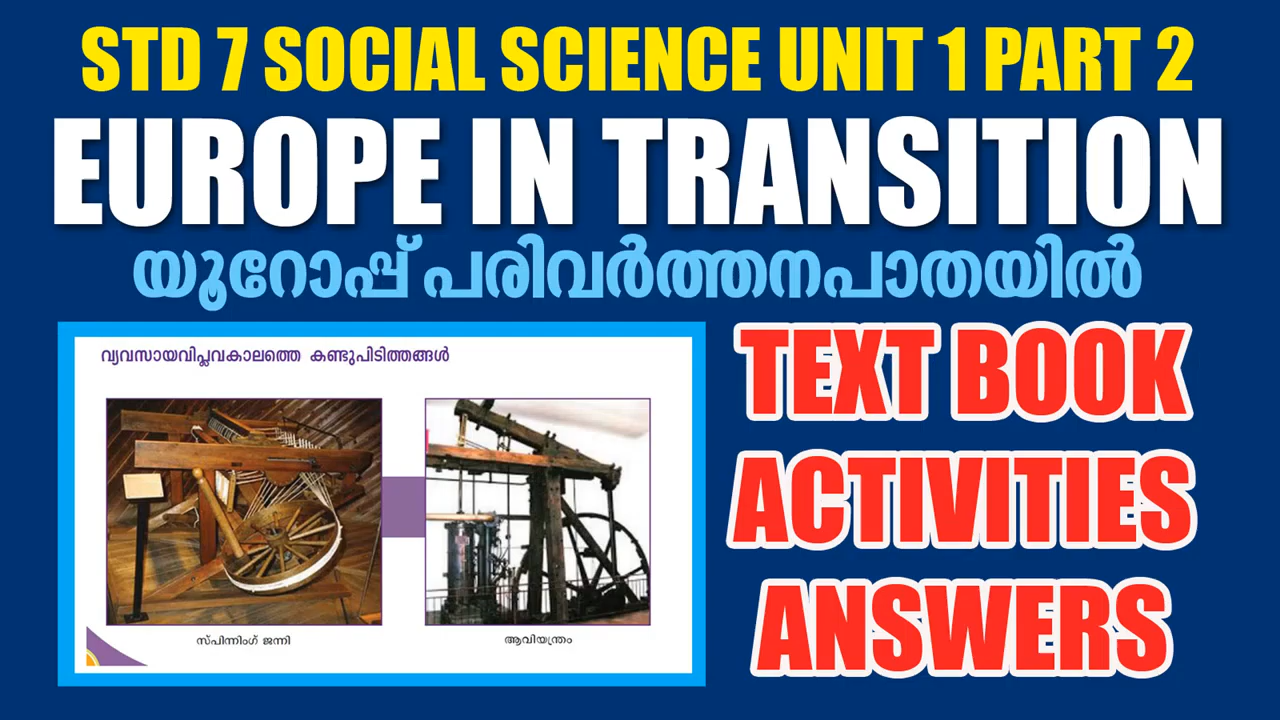 STD 7 SOCIAL SCIENCE UNIT 1 PART 2
EUROPE IN TRANSITION
യൂറോപ്പ് പരിവർത്തനപാതയിൽ
വ്യവസായവിപ്ലവകാലത്തെ കണ്ടുപിടിത്തങ്ങൾ
സ്പിന്നിംഗ് ജന്നി
ആവിയന്ത്രം
TEXT BOOK
ACTIVITIES
ANSWERS